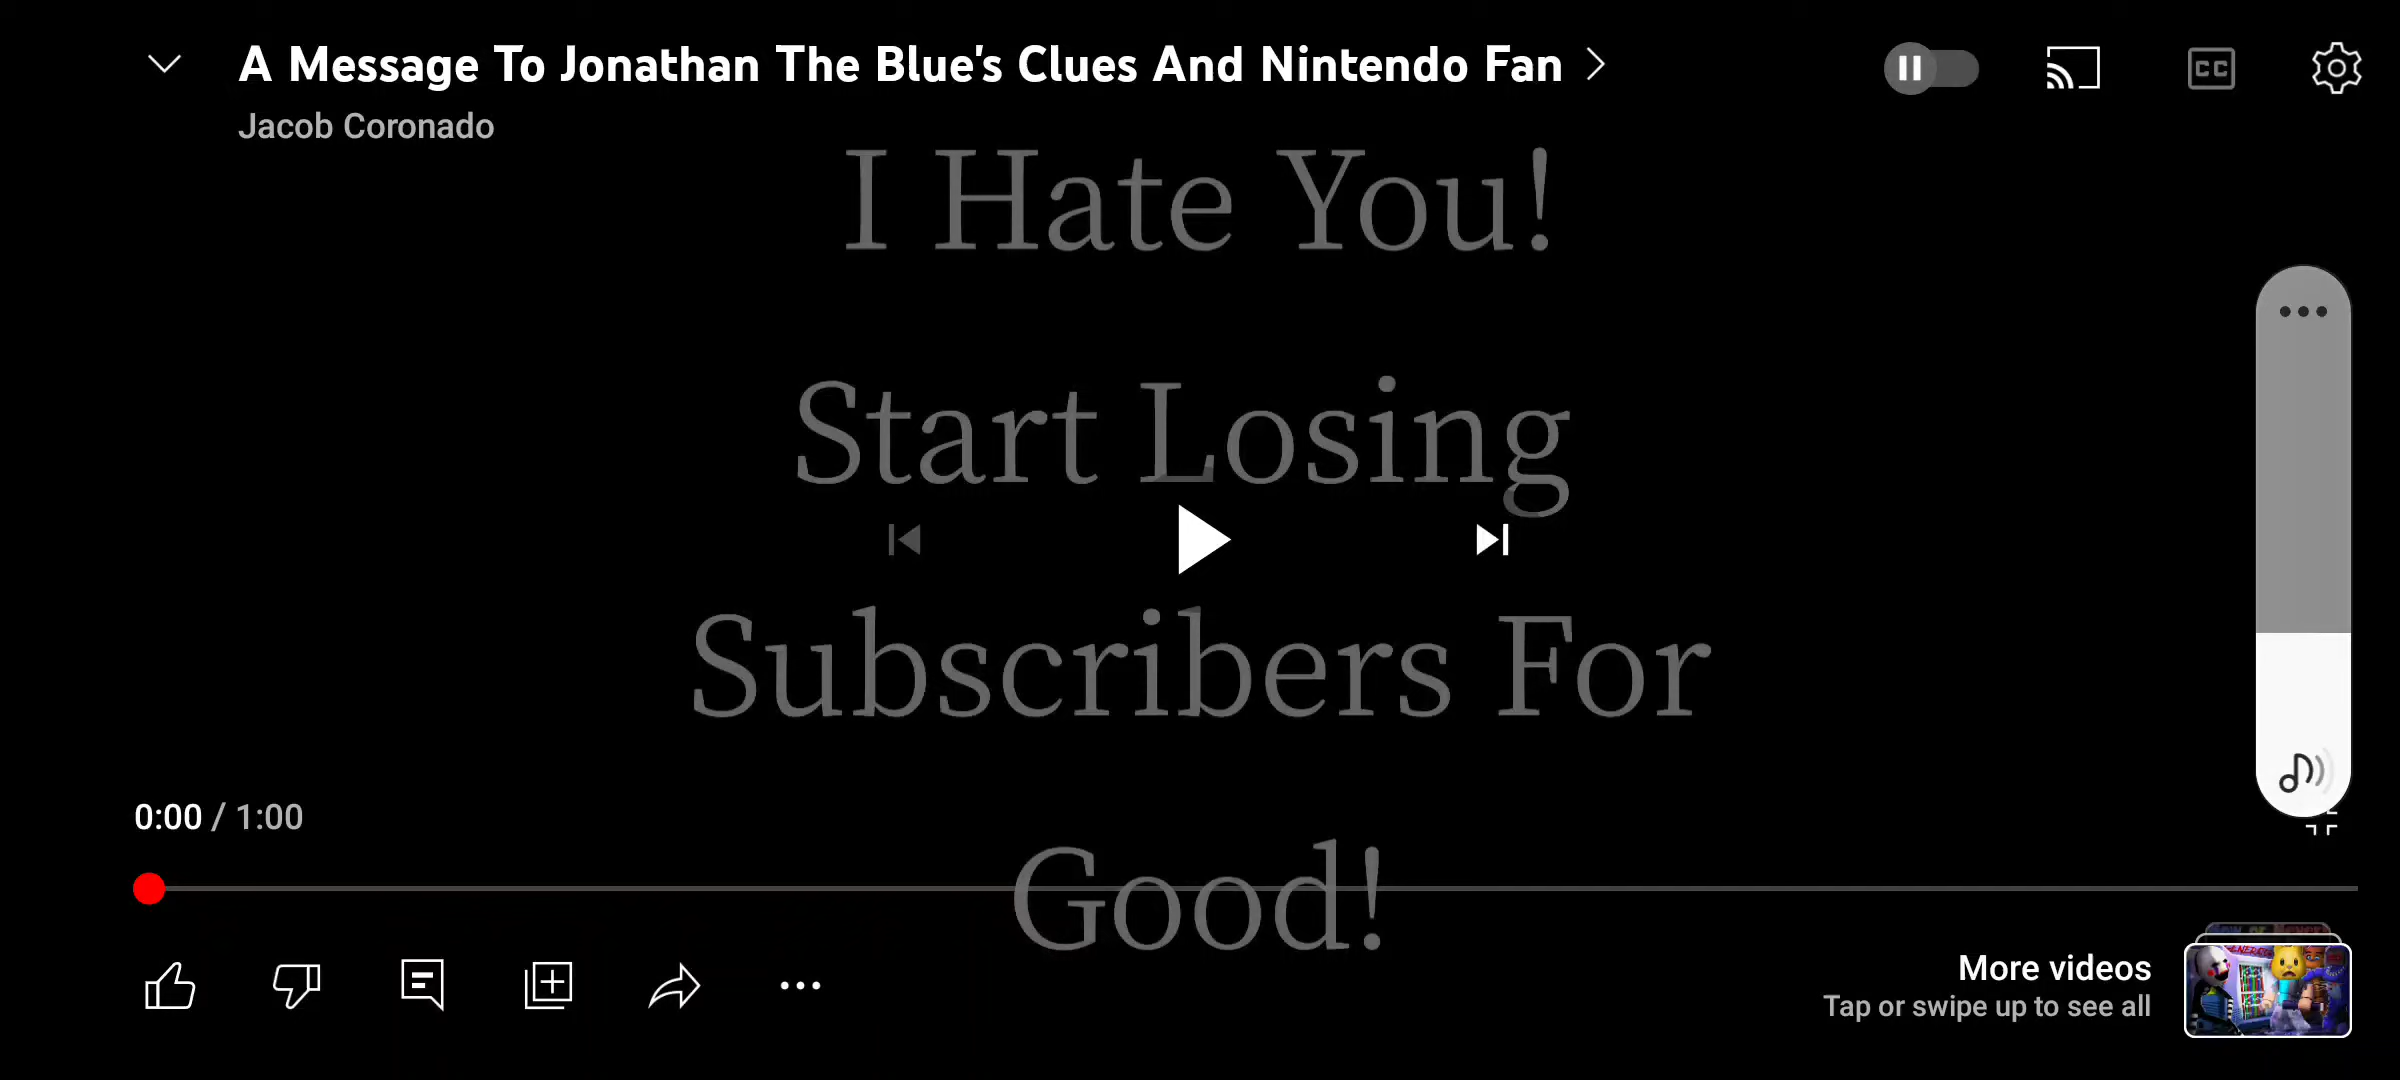 A Message To Jonathan The Blue's Clues And Nintendo Fan
Jacob Coronado
CC
I Hate You!
Start Losing
Subscribers For
Good!
0:00 / 1:00
More videos
Tap or swipe up to see all